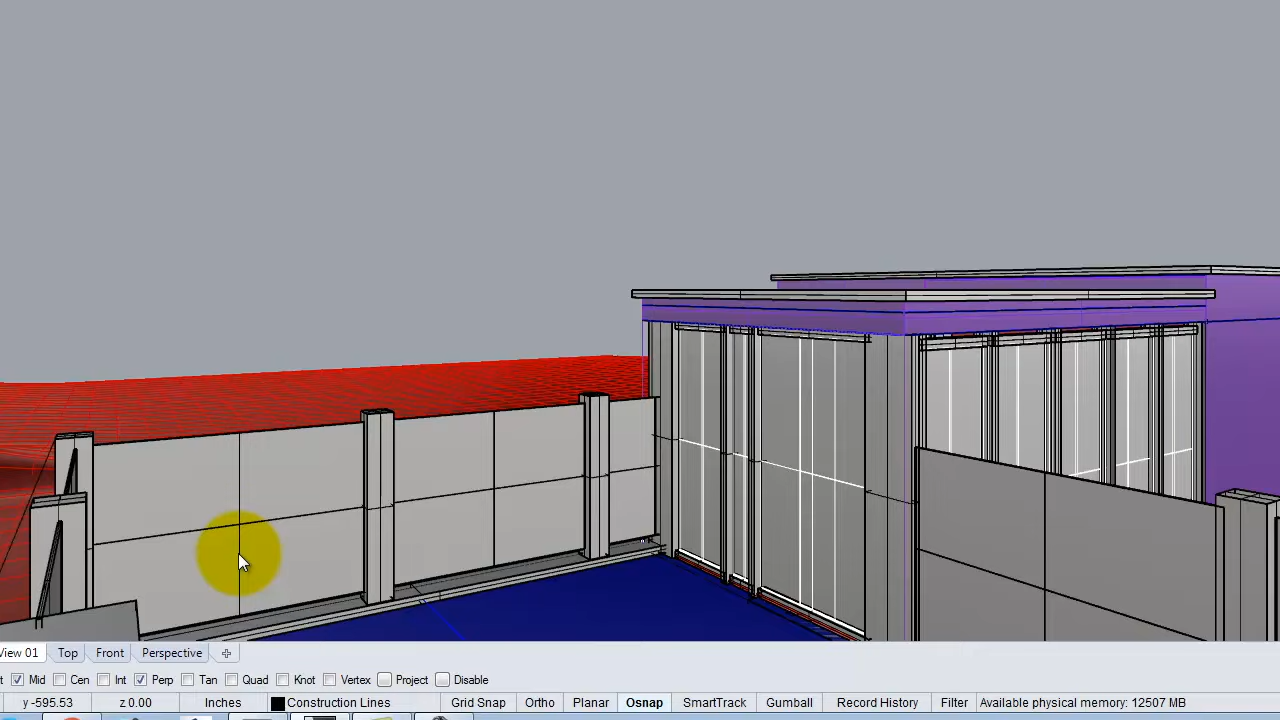 View 01 Top Front Perspective
t Mid Cen Int Perp Tan Quad Knot Vertex Project Disable
y -595.53 z 0.00 Inches Construction Lines Grid Snap Ortho Planar Osnap SmartTrack Gumball Record History Filter Available physical memory: 12507 MB